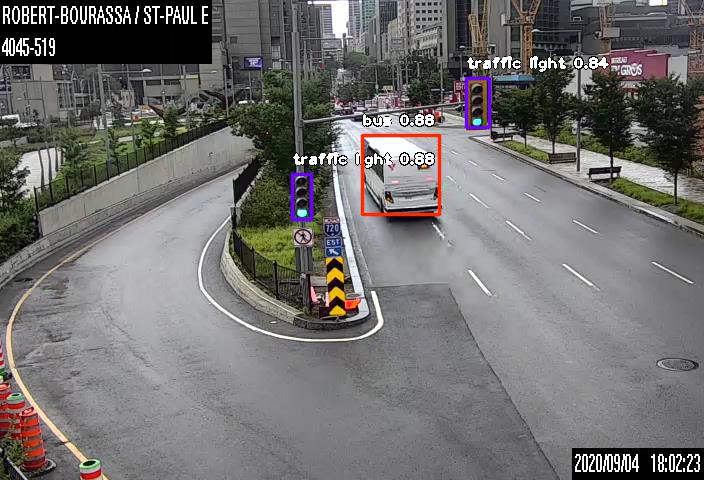 ROBERT-BOURASSA / ST-PAUL E
4045-519
traffic light 0.84
GROS
bus 0.88
traffic light 0.88
720
EST
2020/09/04 18:02:23